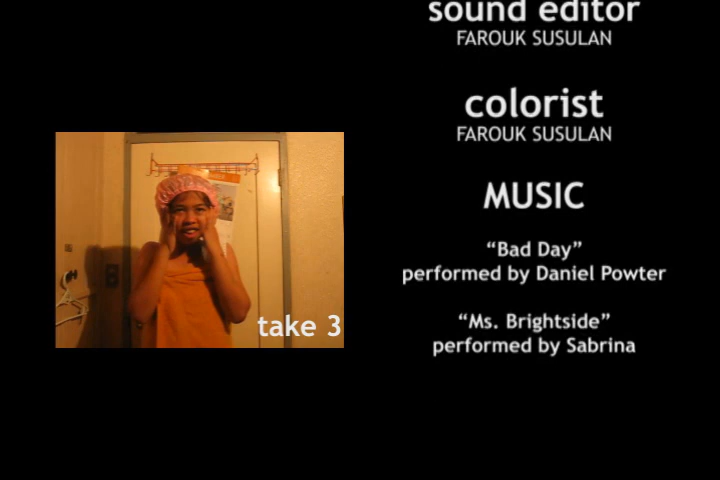 sound editor
FAROUK SUSULAN
colorist
FAROUK SUSULAN
MUSIC
“Bad Day”
performed by Daniel Powter
“Ms. Brightside”
performed by Sabrina
take 3